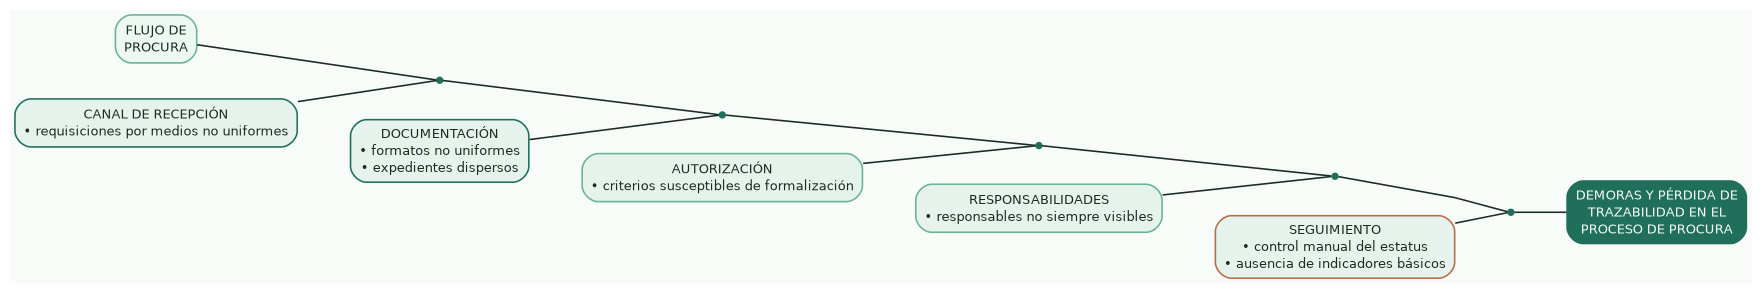 FLUJO DE
PROCURA
CANAL DE RECEPCIÓN
• requisiciones por medios no uniformes
DOCUMENTACIÓN
• formatos no uniformes
• expedientes dispersos
AUTORIZACIÓN
• criterios susceptibles de formalización
RESPONSABILIDADES
• responsables no siempre visibles
SEGUIMIENTO
• control manual del estatus
• ausencia de indicadores básicos
DEMORAS Y PÉRDIDA DE
TRAZABILIDAD EN EL
PROCESO DE PROCURA